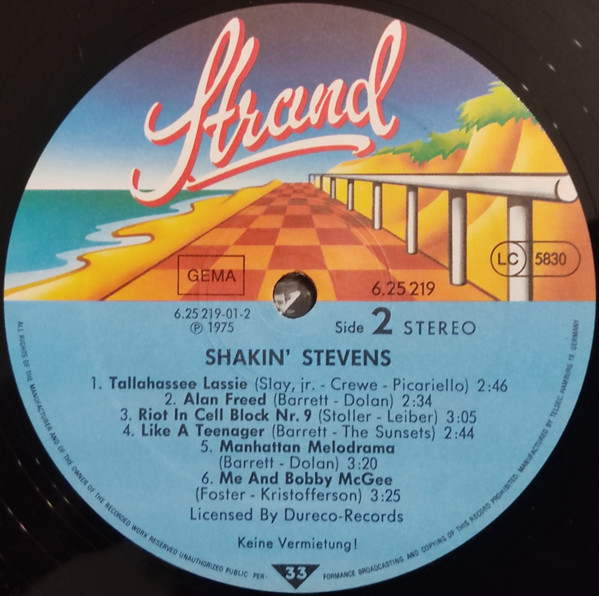 Strand
GEMA
LC 5830
6.25 219
6.25 219-01-2
℗ 1975
Side 2 STEREO
SHAKIN' STEVENS
1. Tallahassee Lassie (Slay, jr. - Crewe - Picariello) 2:46
2. Alan Freed (Barrett - Dolan) 2:34
3. Riot In Cell Block Nr. 9 (Stoller - Leiber) 3:05
4. Like A Teenager (Barrett - The Sunsets) 2:44
5. Manhattan Melodrama
(Barrett - Dolan) 3:20
6. Me And Bobby McGee
(Foster - Kristofferson) 3:25
Licensed By Dureco-Records
Keine Vermietung!
33
ALL RIGHTS OF THE MANUFACTURER AND OF THE OWNER OF THE RECORDED WORK RESERVED UNAUTHORIZED PUBLIC PER- FORMANCE BROADCASTING AND COPYING OF THIS RECORD PROHIBITED. MANUFACTURED BY TELDEC, HAMBURG 19 GERMANY